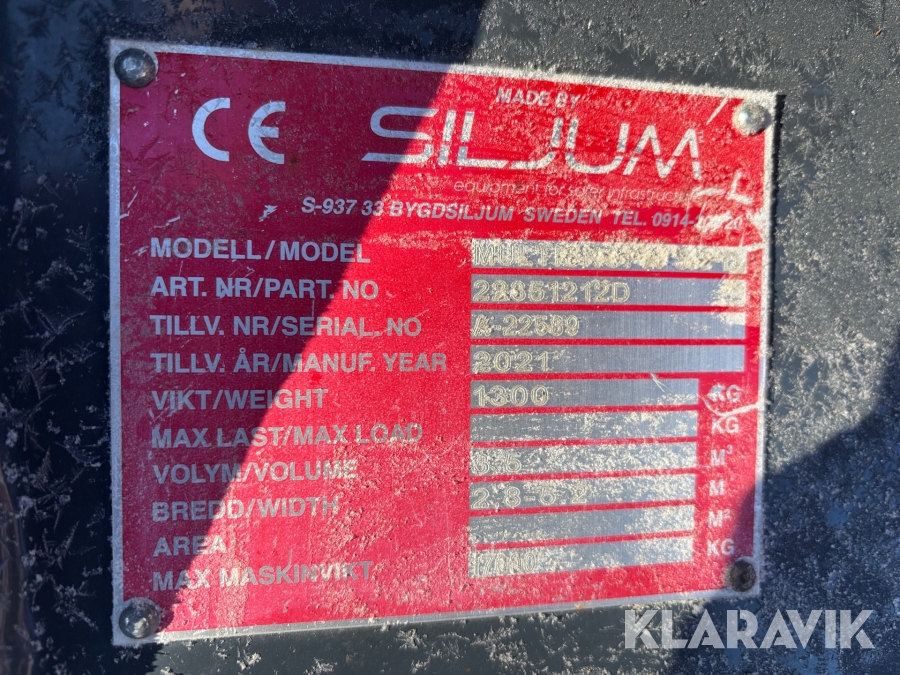 CE
MADE BY
SILJUM
equipment for safer
S-937 33 BYGDSILJUM SWEDEN TEL.
MODELL/MODEL
ART. NR/PART. NO 22851212D
TILLV. NR/SERIAL. NO A-22589
TILLV. ÅR/MANUF. YEAR 2021
VIKT/WEIGHT 1300 KG
MAX LAST/MAX LOAD KG
VOLYM/VOLUME M³
BREDD/WIDTH M
AREA M²
MAX MASKINVIKT KG
KLARAVIK